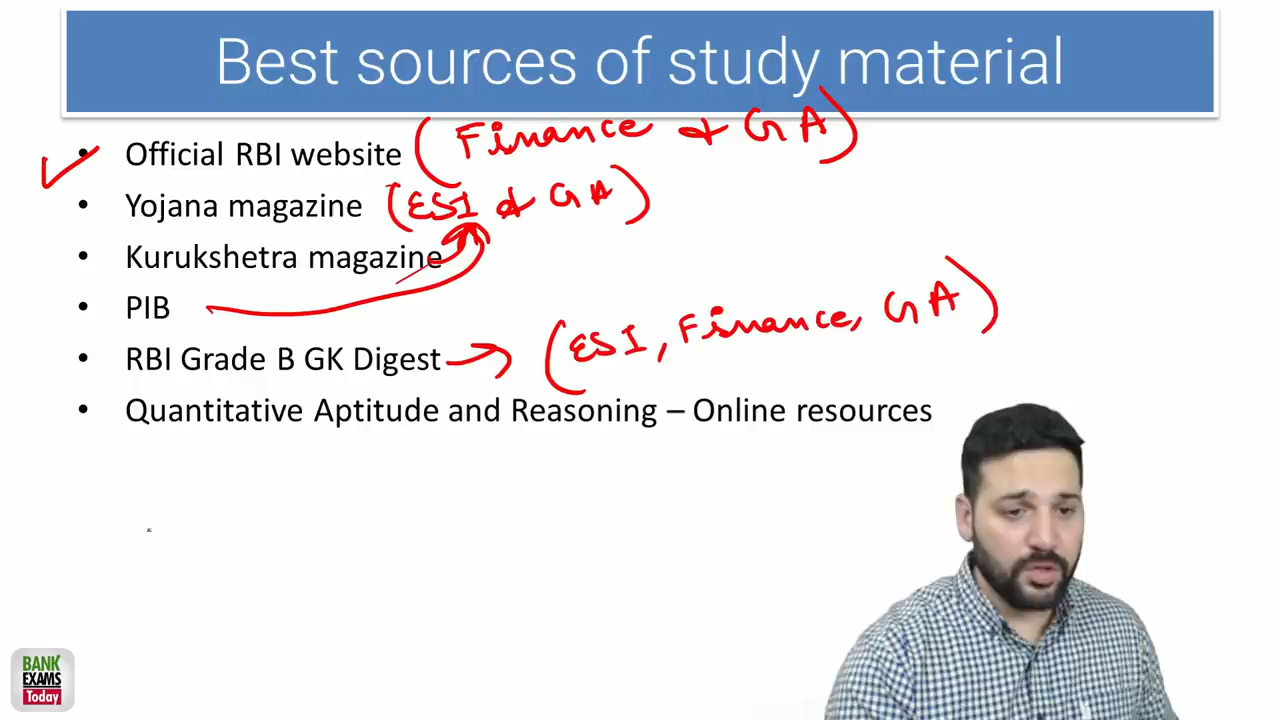 Best sources of study material
• Official RBI website (Finance & GA)
• Yojana magazine (ESI & GA)
• Kurukshetra magazine
• PIB
• RBI Grade B GK Digest → (ESI, Finance, GA)
• Quantitative Aptitude and Reasoning – Online resources
BANK
EXAMS
Today